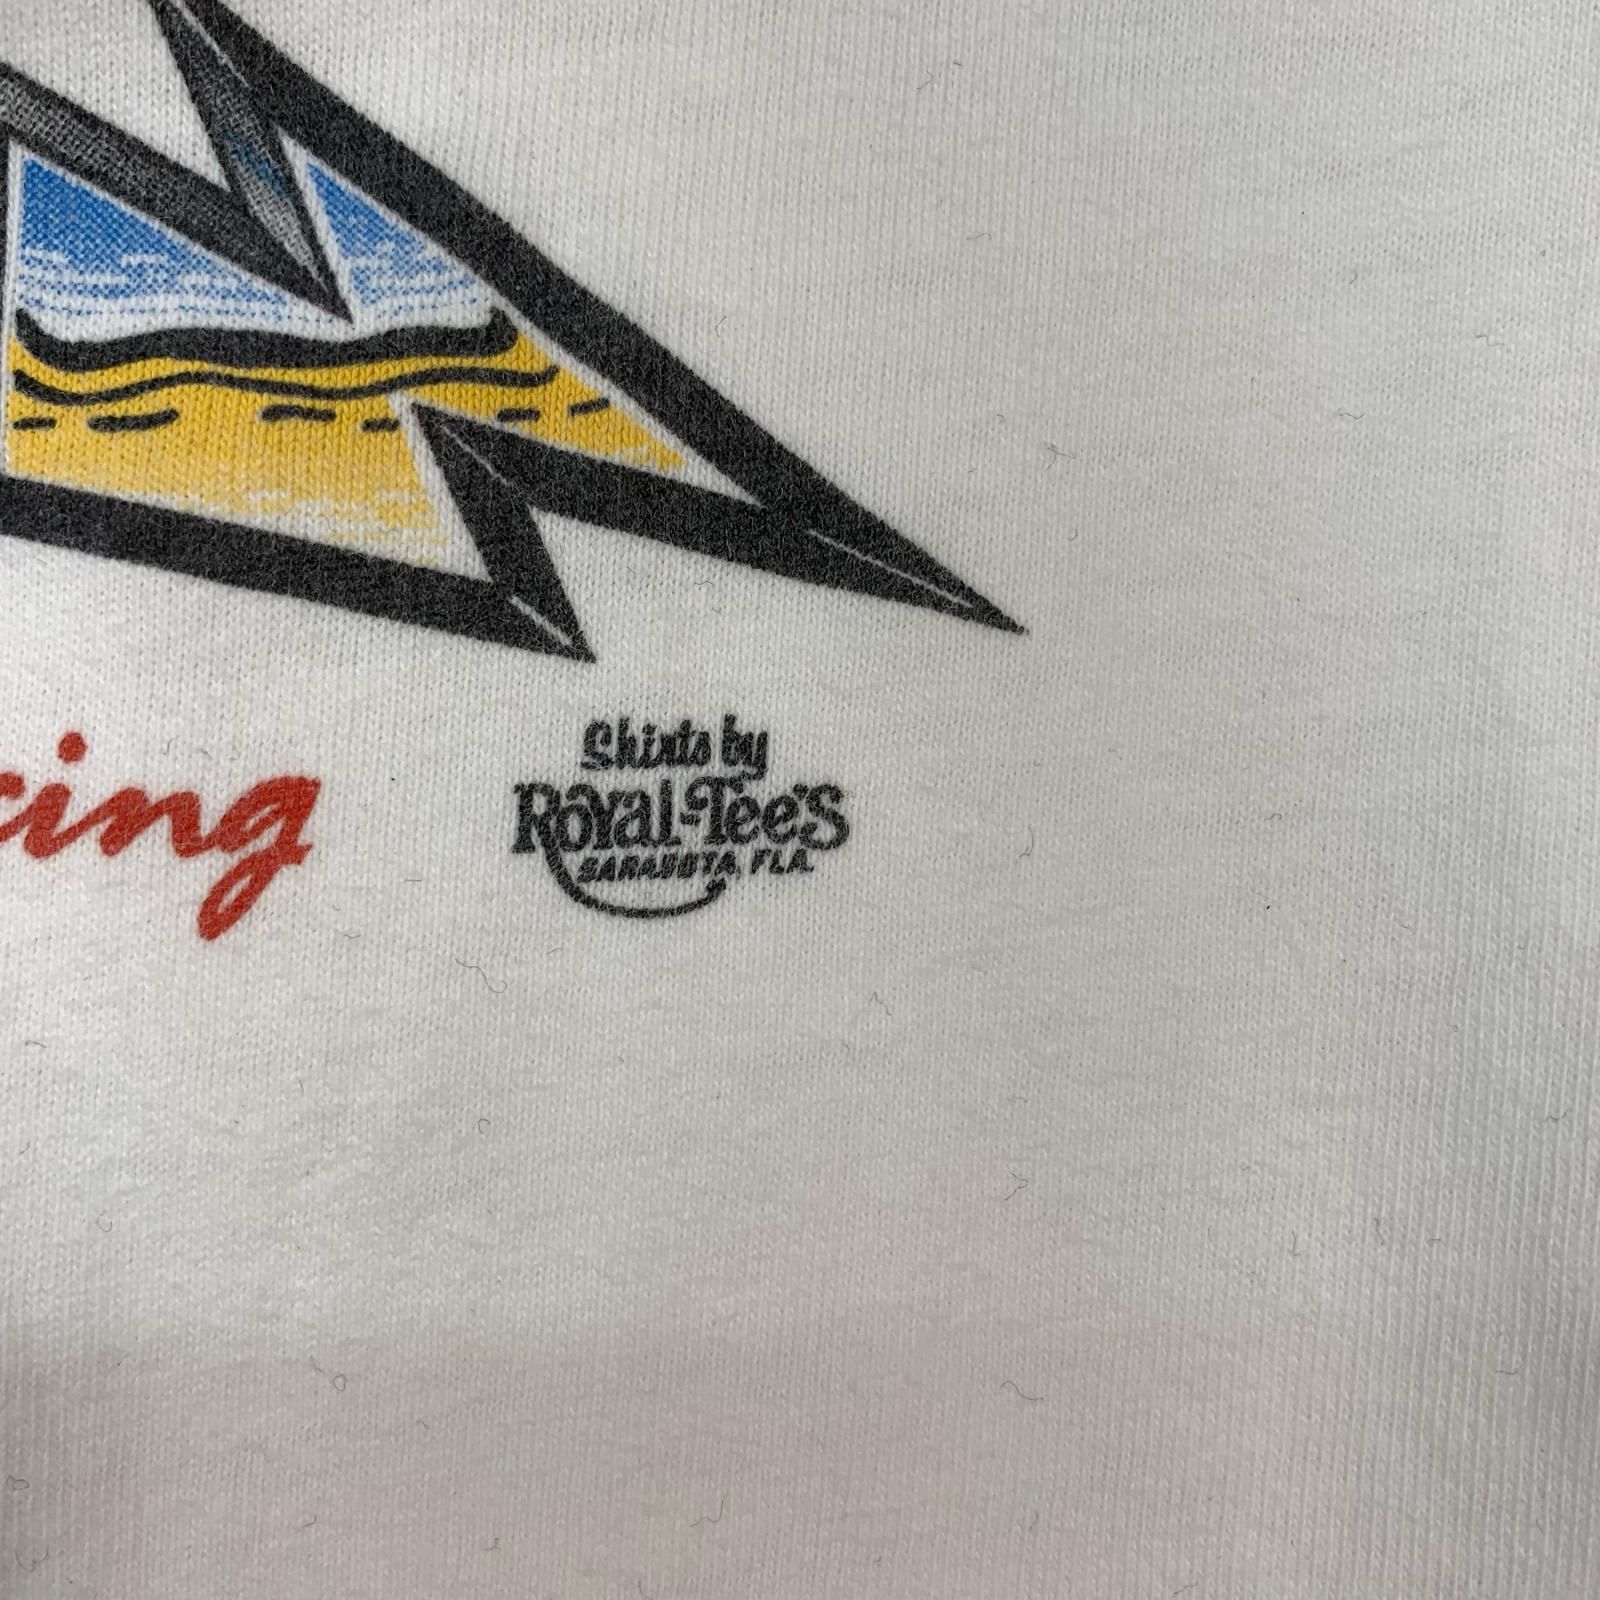 cing
Shirts by
Royal-Tee's
SARASOTA, FLA.